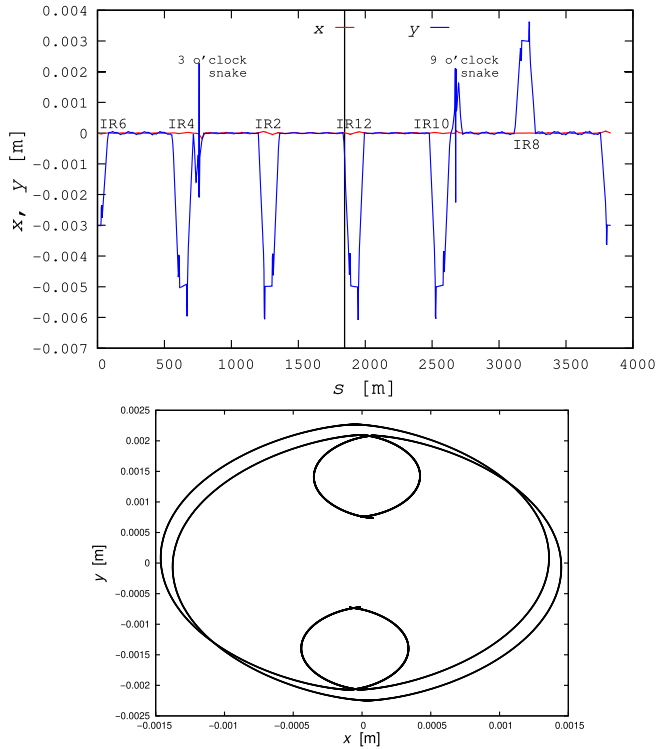 0.004
0.003
0.002
0.001
0
-0.001
-0.002
-0.003
-0.004
-0.005
-0.006
-0.007
x, y [m]
x
y
3 o'clock
snake
9 o'clock
snake
IR6
IR4
IR2
IR12
IR10
IR8
0
500
1000
1500
2000
2500
3000
3500
4000
s [m]
0.0025
0.002
0.0015
0.001
0.0005
0
−0.0005
−0.001
−0.0015
−0.002
−0.0025
y [m]
−0.0015
−0.001
−0.0005
0
0.0005
0.001
0.0015
x [m]